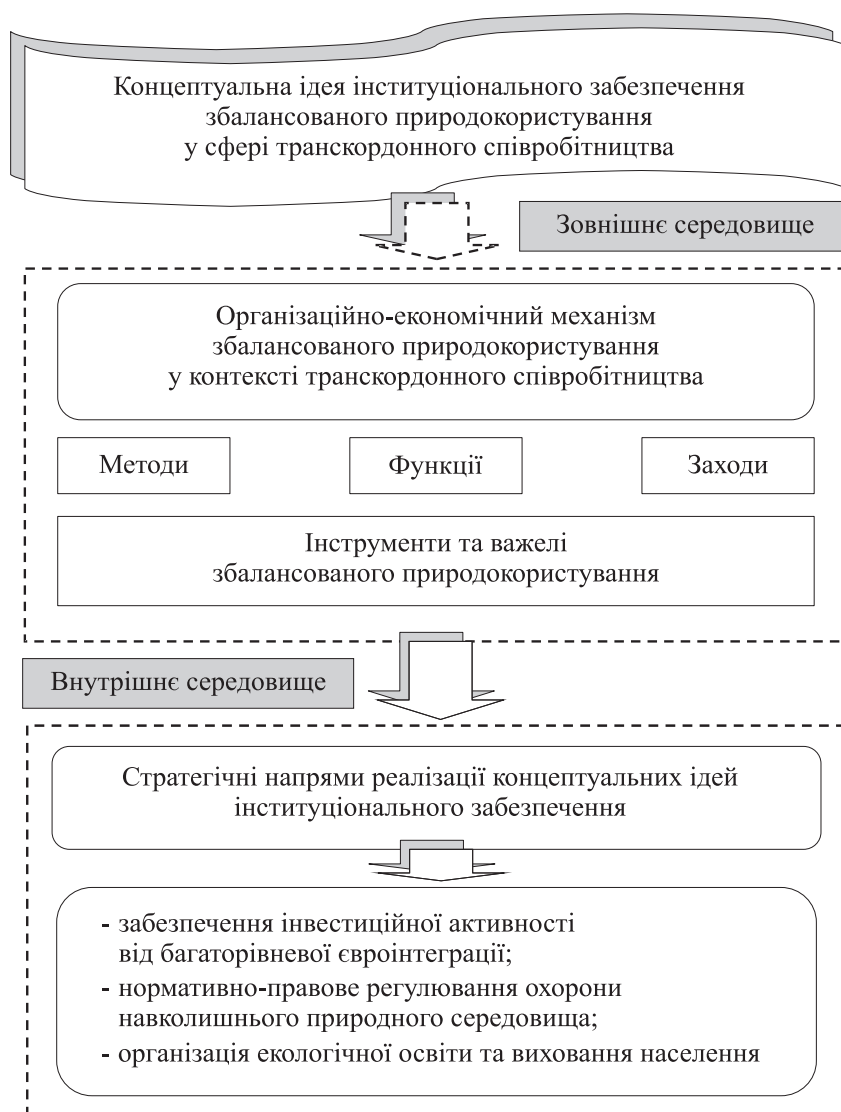 Концептуальна ідея інституціонального забезпечення
збалансованого природокористування
у сфері транскордонного співробітництва
Зовнішнє середовище
Організаційно-економічний механізм
збалансованого природокористування
у контексті транскордонного співробітництва
Методи
Функції
Заходи
Інструменти та важелі
збалансованого природокористування
Внутрішнє середовище
Стратегічні напрями реалізації концептуальних ідей
інституціонального забезпечення
- забезпечення інвестиційної активності
від багаторівневої євроінтеграції;
- нормативно-правове регулювання охорони
навколишнього природного середовища;
- організація екологічної освіти та виховання населення